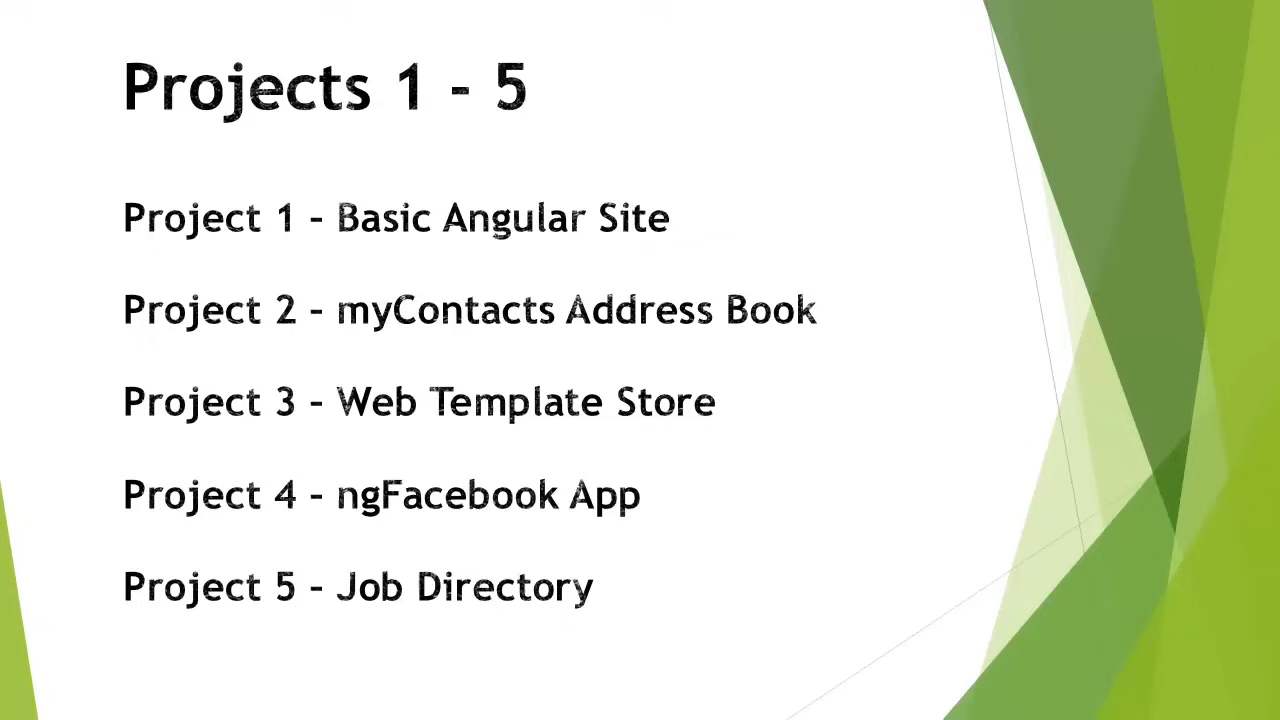 Projects 1 - 5
Project 1 – Basic Angular Site
Project 2 – myContacts Address Book
Project 3 – Web Template Store
Project 4 – ngFacebook App
Project 5 – Job Directory